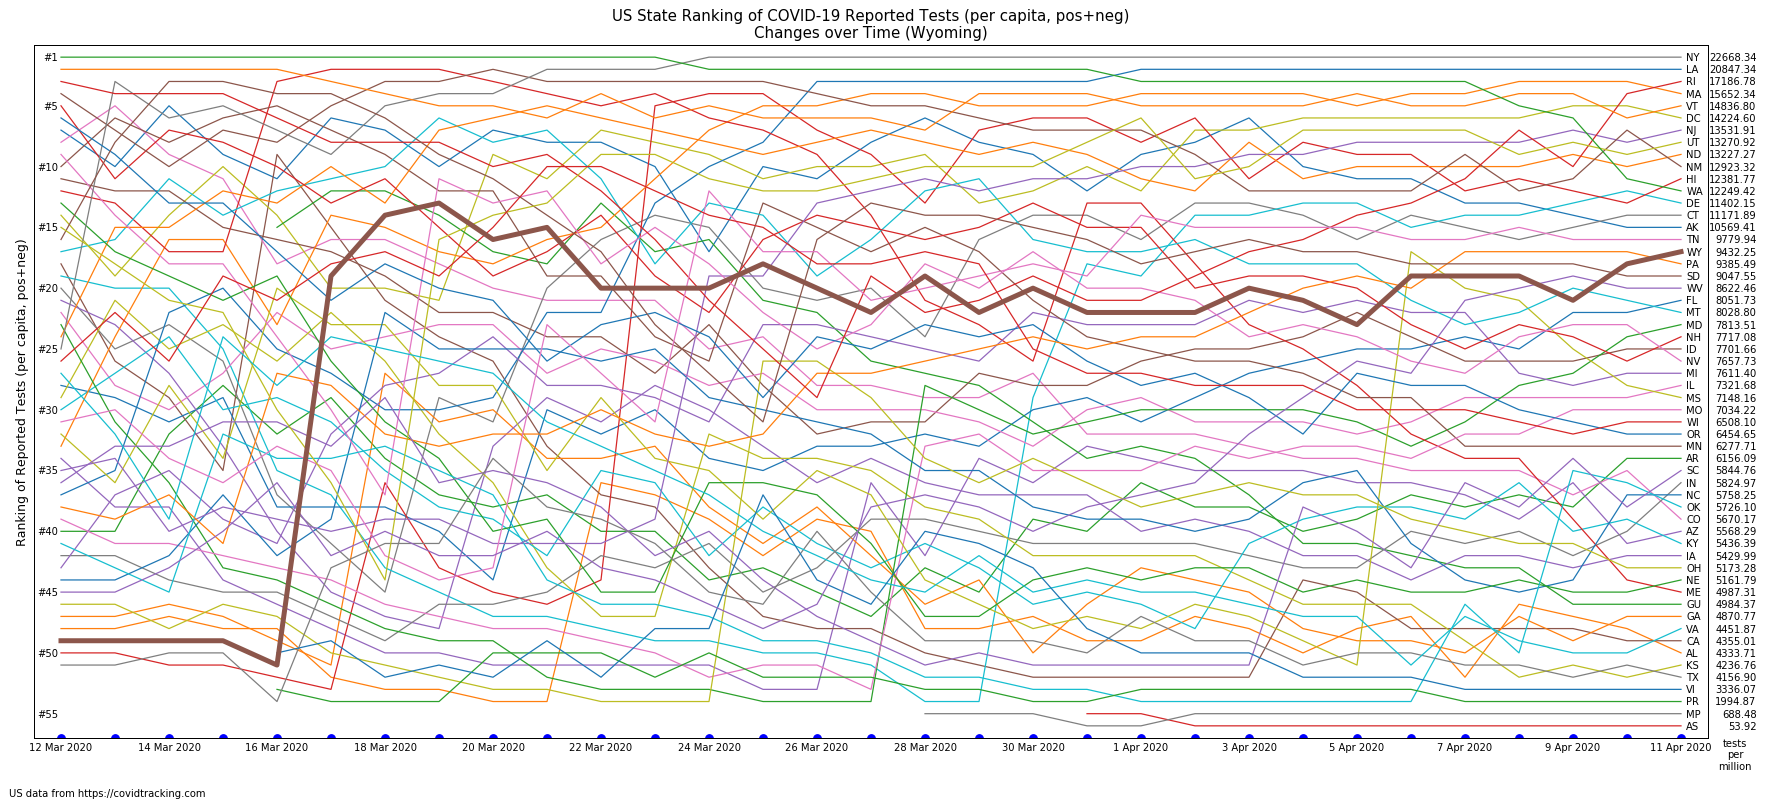 US State Ranking of COVID-19 Reported Tests (per capita, pos+neg)
Changes over Time (Wyoming)
Ranking of Reported Tests (per capita, pos+neg)
#1
#5
#10
#15
#20
#25
#30
#35
#40
#45
#50
#55
NY 22668.34
LA 20847.34
RI 17186.78
MA 15652.34
VT 14836.80
DC 14224.60
NJ 13531.91
UT 13270.92
ND 13227.27
NM 12923.32
HI 12381.77
WA 12249.42
DE 11402.15
CT 11171.89
AK 10569.41
TN 9779.94
WY 9432.25
PA 9385.49
SD 9047.55
WV 8622.46
FL 8051.73
MT 8028.80
MD 7813.51
NH 7717.08
ID 7701.66
NV 7657.73
MI 7611.40
IL 7321.68
MS 7148.16
MO 7034.22
WI 6508.10
OR 6454.65
MN 6277.71
AR 6156.09
SC 5844.76
IN 5824.97
NC 5758.25
OK 5726.10
CO 5670.17
AZ 5568.29
KY 5436.39
IA 5429.99
OH 5173.28
NE 5161.79
ME 4987.31
GU 4984.37
GA 4870.77
VA 4451.87
CA 4355.01
AL 4333.71
KS 4236.76
TX 4156.90
VI 3336.07
PR 1994.87
MP 688.48
AS 53.92
12 Mar 2020 14 Mar 2020 16 Mar 2020 18 Mar 2020 20 Mar 2020 22 Mar 2020 24 Mar 2020 26 Mar 2020 28 Mar 2020 30 Mar 2020 1 Apr 2020 3 Apr 2020 5 Apr 2020 7 Apr 2020 9 Apr 2020 11 Apr 2020
tests
per
million
US data from https://covidtracking.com